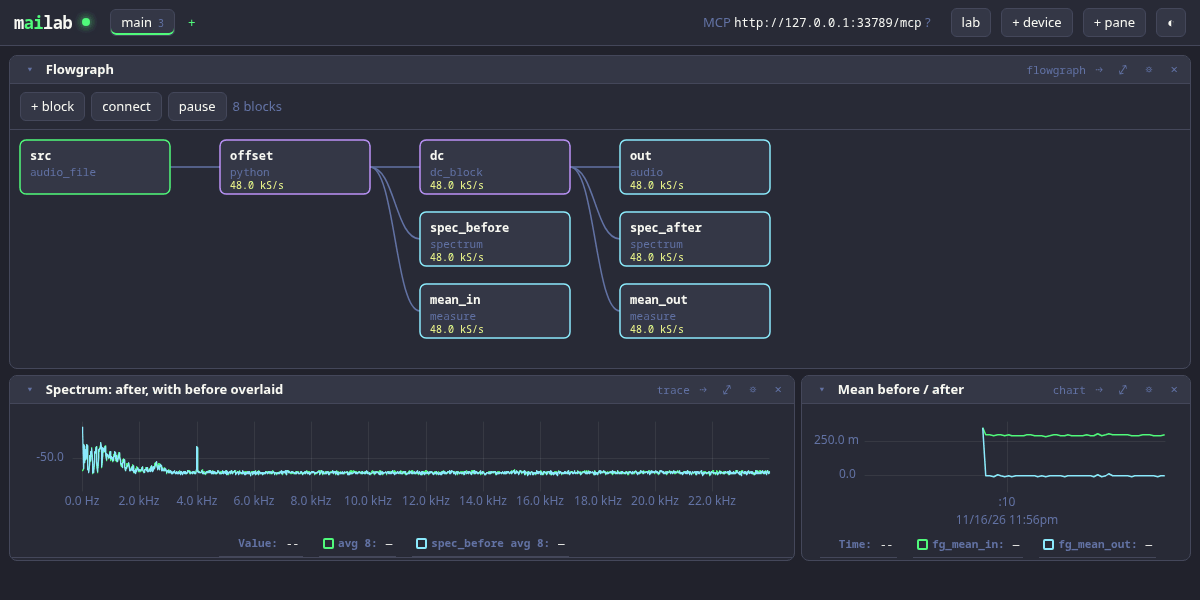 mailab main 3 + MCP http://127.0.0.1:33789/mcp ? lab + device + pane
Flowgraph flowgraph
+ block connect pause 8 blocks
src
audio_file
offset
python
48.0 kS/s
dc
dc_block
48.0 kS/s
out
audio
48.0 kS/s
spec_before
spectrum
48.0 kS/s
spec_after
spectrum
48.0 kS/s
mean_in
measure
48.0 kS/s
mean_out
measure
48.0 kS/s
Spectrum: after, with before overlaid trace
-50.0
0.0 Hz 2.0 kHz 4.0 kHz 6.0 kHz 8.0 kHz 10.0 kHz 12.0 kHz 14.0 kHz 16.0 kHz 18.0 kHz 20.0 kHz 22.0 kHz
Value: -- avg 8: — spec_before avg 8: —
Mean before / after chart
250.0 m
0.0
:10
11/16/26 11:56pm
Time: -- fg_mean_in: — fg_mean_out: —